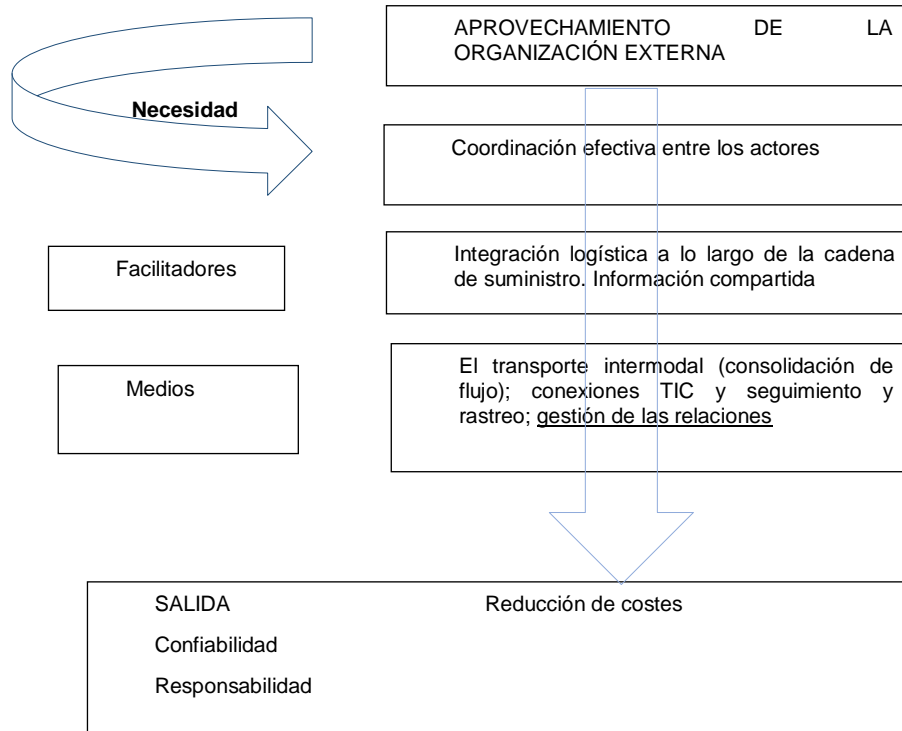 APROVECHAMIENTO DE LA
ORGANIZACIÓN EXTERNA
Necesidad
Coordinación efectiva entre los actores
Facilitadores
Integración logística a lo largo de la cadena
de suministro. Información compartida
Medios
El transporte intermodal (consolidación de
flujo); conexiones TIC y seguimiento y
rastreo; gestión de las relaciones
SALIDA Reducción de costes
Confiabilidad
Responsabilidad